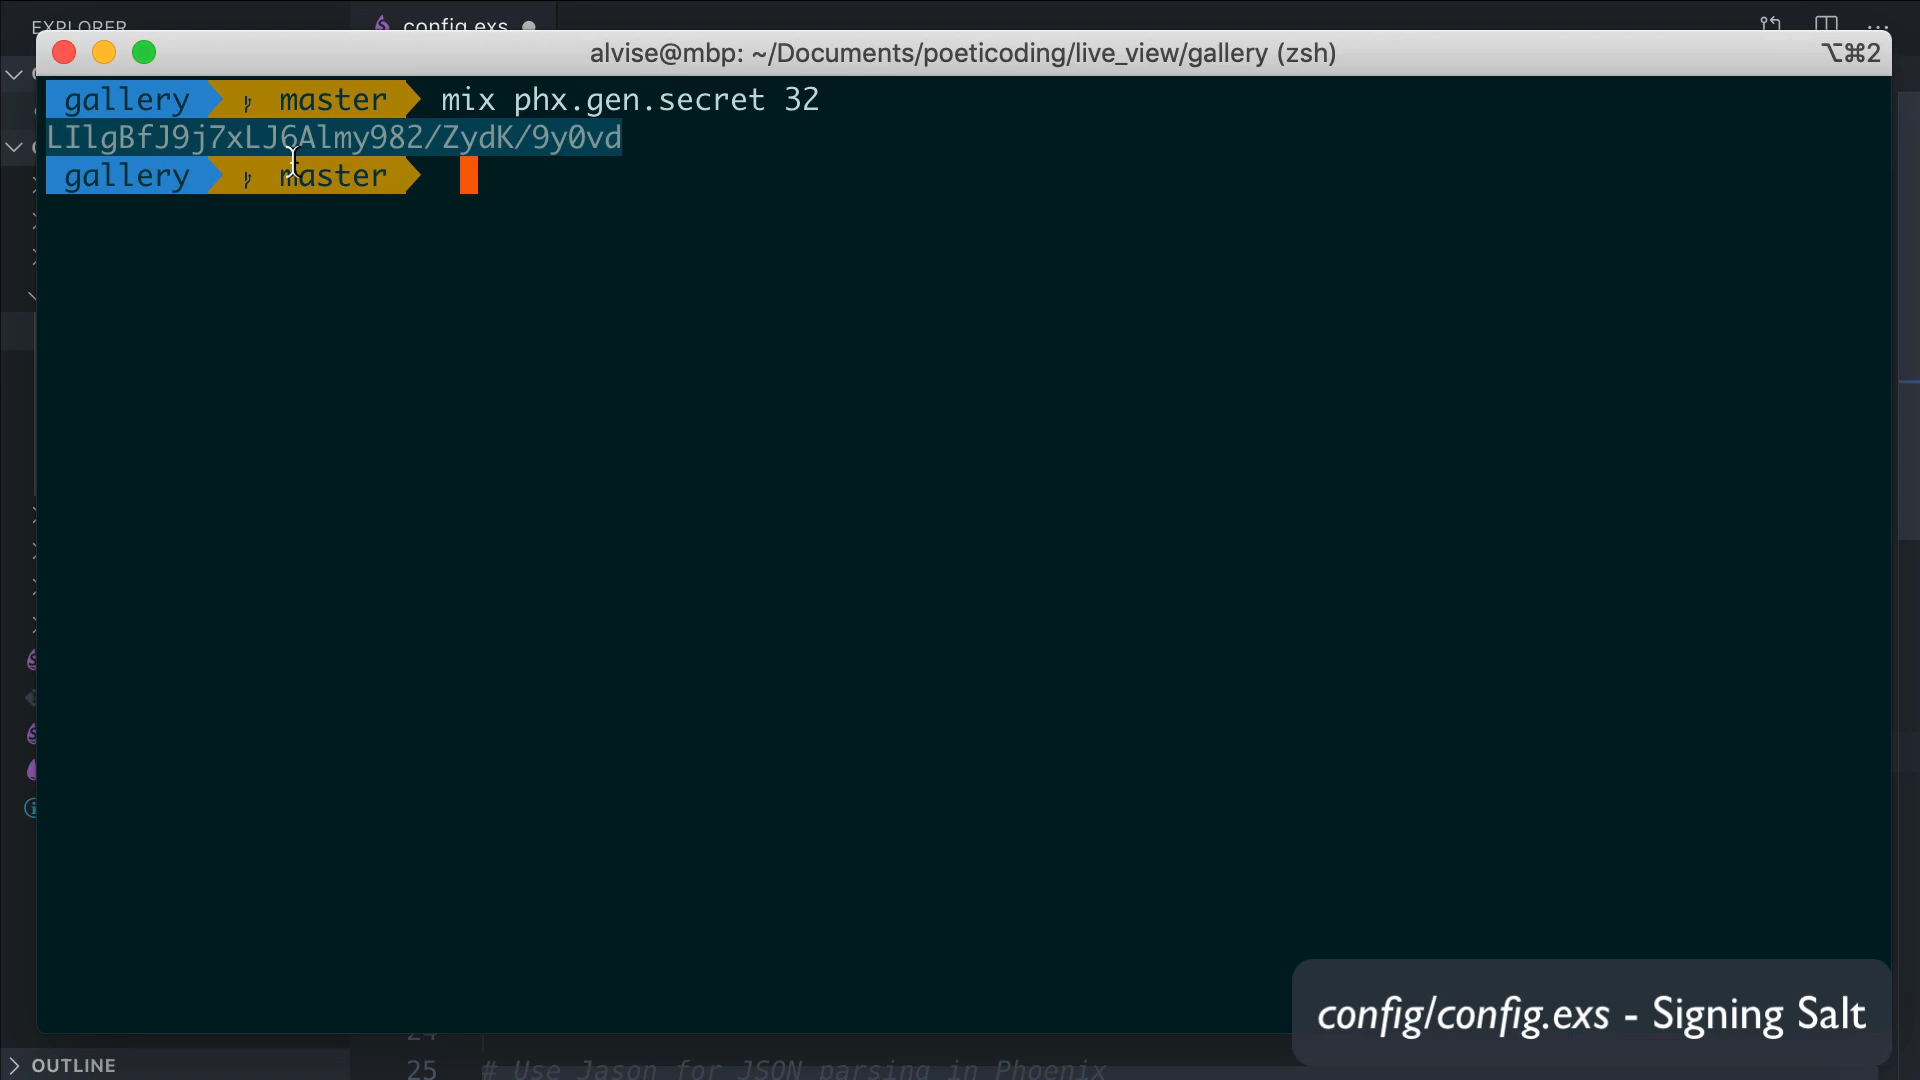 EXPLORER
config.exs
alvise@mbp: ~/Documents/poeticoding/live_view/gallery (zsh)
⌥⌘2
gallery master mix phx.gen.secret 32
LIlgBfJ9j7xLJ6Almy982/ZydK/9y0vd
gallery master
config/config.exs - Signing Salt
24
OUTLINE
25 # Use Jason for JSON parsing in Phoenix